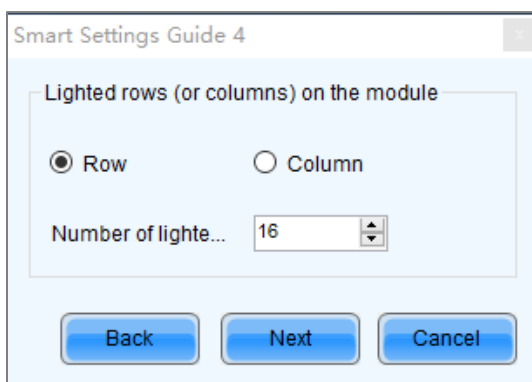 Smart Settings Guide 4
Lighted rows (or columns) on the module
Row Column
Number of lighte... 16
Back Next Cancel